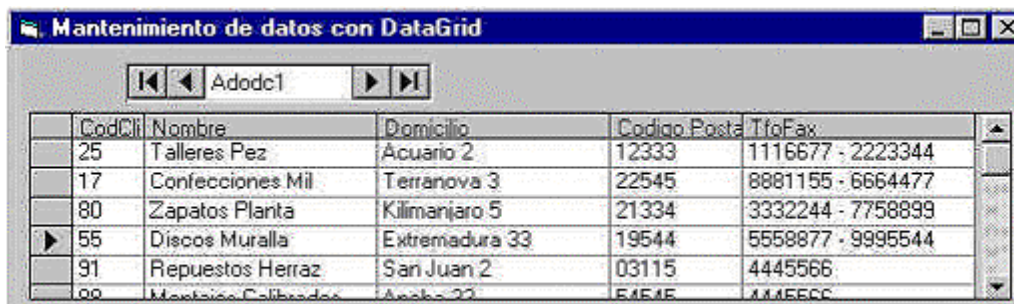 Mantenimiento de datos con DataGrid
Adodc1
CodCli Nombre Domicilio Codigo Posta TfoFax
25 Talleres Pez Acuario 2 12333 1116677 - 2223344
17 Confecciones Mil Terranova 3 22545 8881155 - 6664477
80 Zapatos Planta Kilimanjaro 5 21334 3332244 - 7758899
55 Discos Muralla Extremadura 33 19544 5558877 - 9995544
91 Repuestos Herraz San Juan 2 03115 4445566